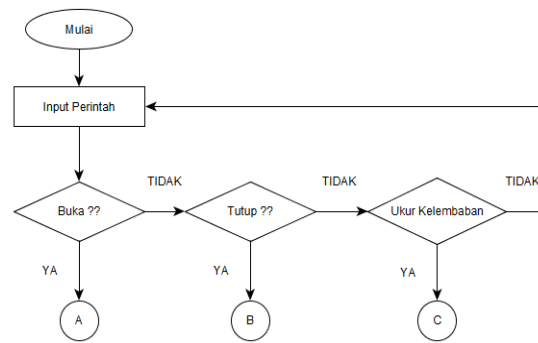 Mulai
Input Perintah
TIDAK
TIDAK
TIDAK
Buka ??
Tutup ??
Ukur Kelembaban
YA
YA
YA
A
B
C